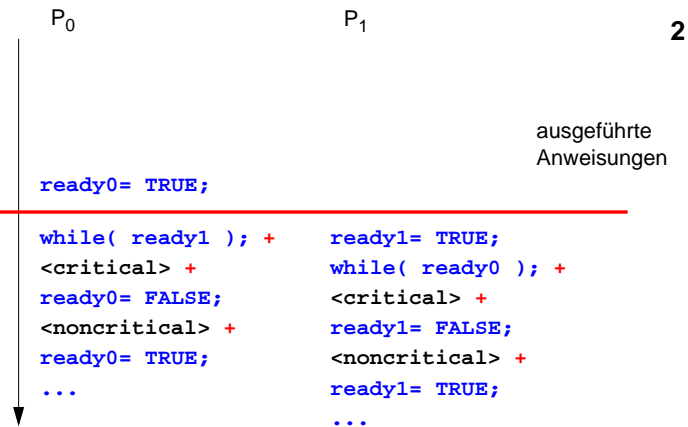 P0 P1
2
ausgeführte
Anweisungen
ready0= TRUE;
while( ready1 ); + ready1= TRUE;
<critical> + while( ready0 ); +
ready0= FALSE; <critical> +
<noncritical> + ready1= FALSE;
ready0= TRUE; <noncritical> +
... ready1= TRUE;
...